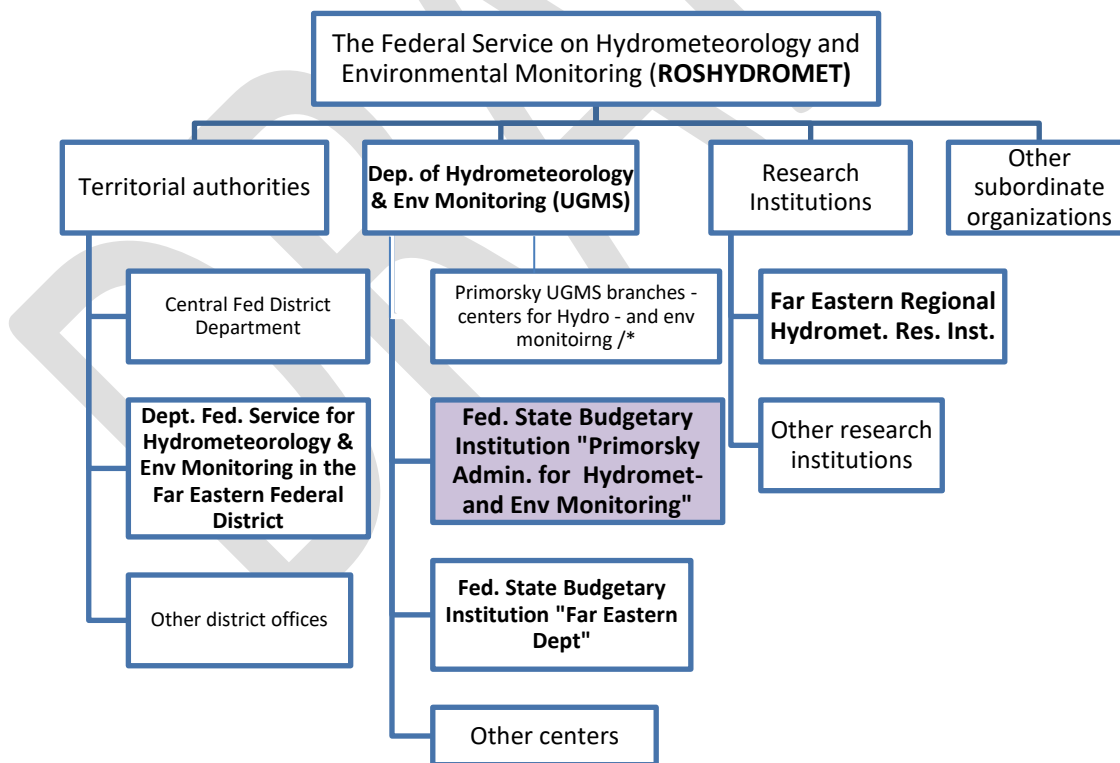 The Federal Service on Hydrometeorology and
Environmental Monitoring (ROSHYDROMET)
Territorial authorities
Dep. of Hydrometeorology
& Env Monitoring (UGMS)
Research
Institutions
Other
subordinate
organizations
Central Fed District
Department
Primorsky UGMS branches -
centers for Hydro - and env
monitoirng /*
Far Eastern Regional
Hydromet. Res. Inst.
Dept. Fed. Service for
Hydrometeorology &
Env Monitoring in the
Far Eastern Federal
District
Fed. State Budgetary
Institution "Primorsky
Admin. for Hydromet-
and Env Monitoring"
Other research
institutions
Other district offices
Fed. State Budgetary
Institution "Far Eastern
Dept"
Other centers